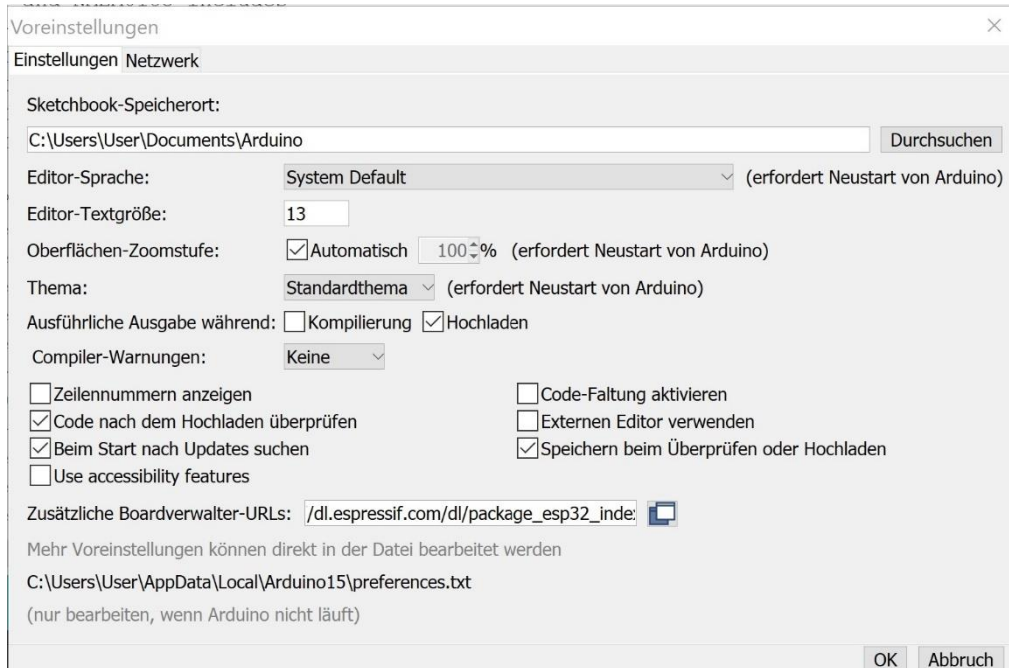 Voreinstellungen
Einstellungen Netzwerk
Sketchbook-Speicherort:
C:\Users\User\Documents\Arduino Durchsuchen
Editor-Sprache: System Default (erfordert Neustart von Arduino)
Editor-Textgröße: 13
Oberflächen-Zoomstufe: Automatisch 100 % (erfordert Neustart von Arduino)
Thema: Standardthema (erfordert Neustart von Arduino)
Ausführliche Ausgabe während: Kompilierung Hochladen
Compiler-Warnungen: Keine
Zeilennummern anzeigen Code-Faltung aktivieren
Code nach dem Hochladen überprüfen Externen Editor verwenden
Beim Start nach Updates suchen Speichern beim Überprüfen oder Hochladen
Use accessibility features
Zusätzliche Boardverwalter-URLs: /dl.espressif.com/dl/package_esp32_inde
Mehr Voreinstellungen können direkt in der Datei bearbeitet werden
C:\Users\User\AppData\Local\Arduino15\preferences.txt
(nur bearbeiten, wenn Arduino nicht läuft)
OK Abbruch